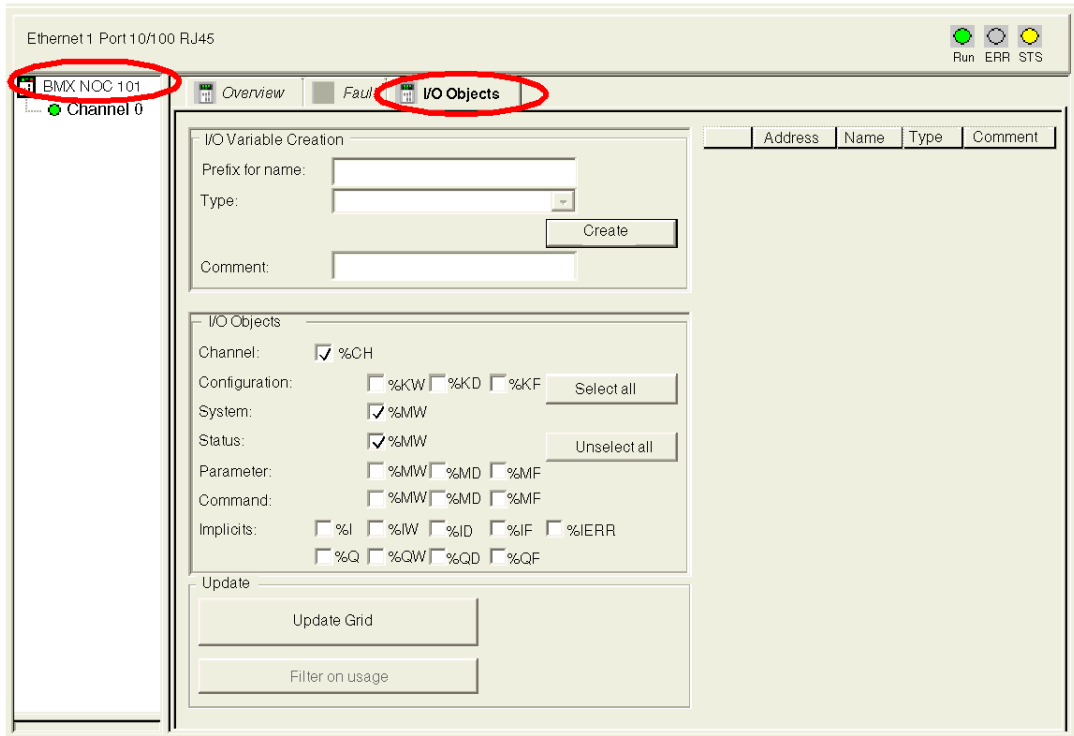 Ethernet 1 Port 10/100 RJ45
Run ERR STS
BMX NOC 101
Channel 0
Overview Faul I/O Objects
I/O Variable Creation
Prefix for name:
Type:
Create
Comment:
Address Name Type Comment
I/O Objects
Channel: %CH
Configuration: %KW %KD %KF Select all
System: %MW
Status: %MW Unselect all
Parameter: %MW %MD %MF
Command: %MW %MD %MF
Implicits: %I %IW %ID %IF %IERR
%Q %QW %QD %QF
Update
Update Grid
Filter on usage